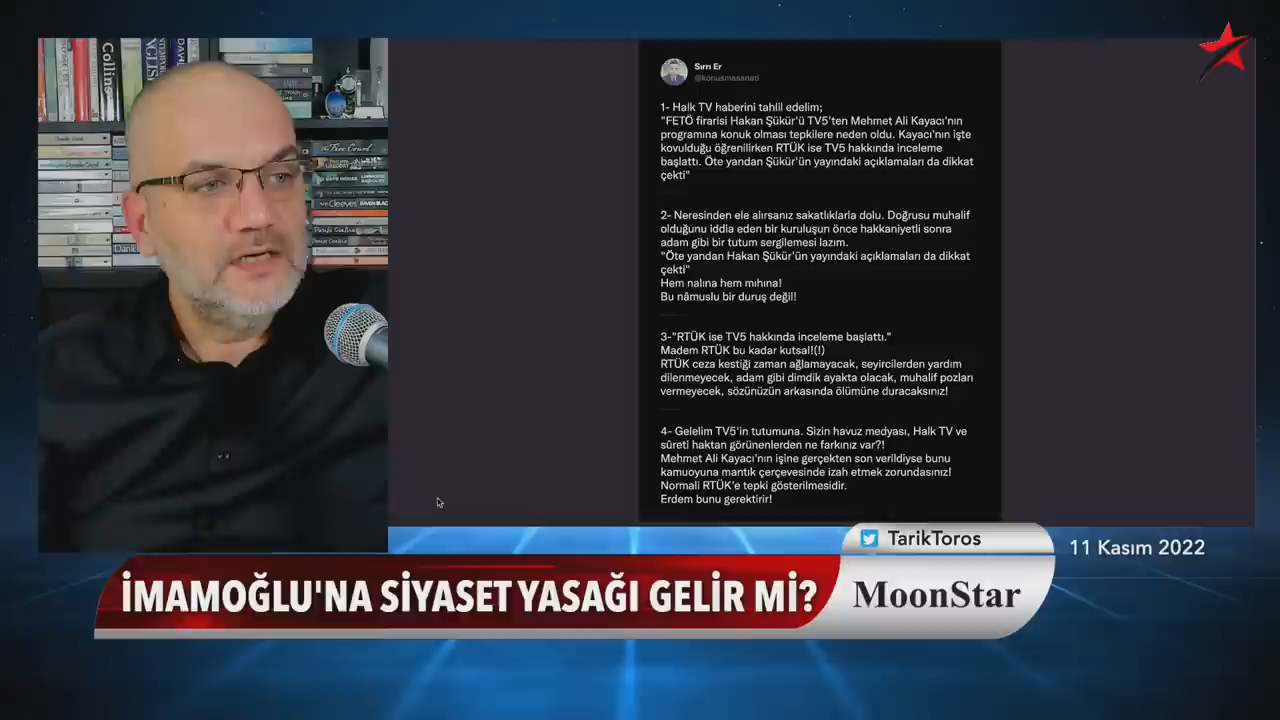 Collins
Sırrı Er
@konusmasanati
1- Halk TV haberini tahlil edelim;
"FETÖ firarisi Hakan Şükür'ü TV5'ten Mehmet Ali Kayacı'nın
programına konuk olması tepkilere neden oldu. Kayacı'nın işte
kovulduğu öğrenilirken RTÜK ise TV5 hakkında inceleme
başlattı. Öte yandan Şükür'ün yayındaki açıklamaları da dikkat
çekti"
2- Neresinden ele alırsanız sakatlıklarla dolu. Doğrusu muhalif
olduğunu iddia eden bir kuruluşun önce hakkaniyetli sonra
adam gibi bir tutum sergilemesi lazım.
"Öte yandan Hakan Şükür'ün yayındaki açıklamaları da dikkat
çekti"
Hem nalına hem mıhına!
Bu nâmuslu bir duruş değil!
3-"RTÜK ise TV5 hakkında inceleme başlattı."
Madem RTÜK bu kadar kutsal!(!)
RTÜK ceza kestiği zaman ağlamayacak, seyircilerden yardım
dilenmeyecek, adam gibi dimdik ayakta olacak, muhalif pozları
vermeyecek, sözünüzün arkasında ölümüne duracaksınız!
4- Gelelim TV5'in tutumuna. Sizin havuz medyası, Halk TV ve
sûreti haktan görünenlerden ne farkınız var?!
Mehmet Ali Kayacı'nın işine gerçekten son verildiyse bunu
kamuoyuna mantık çerçevesinde izah etmek zorundasınız!
Normali RTÜK'e tepki gösterilmesidir.
Erdem bunu gerektirir!
TarikToros
11 Kasım 2022
İMAMOĞLU'NA SİYASET YASAĞI GELİR Mİ?
MoonStar